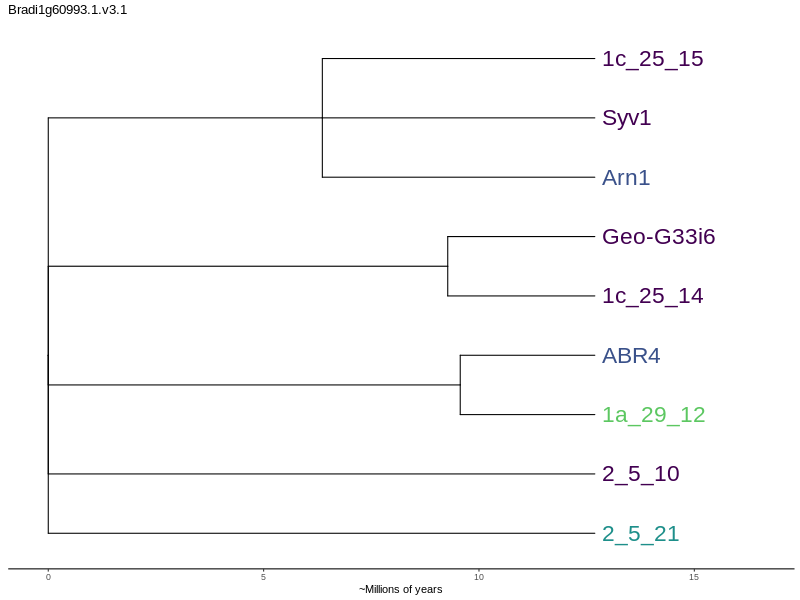 Bradi1g60993.1.v3.1
1c_25_15
Syv1
Arn1
Geo-G33i6
1c_25_14
ABR4
1a_29_12
2_5_10
2_5_21
0 5 10 15
~Millions of years